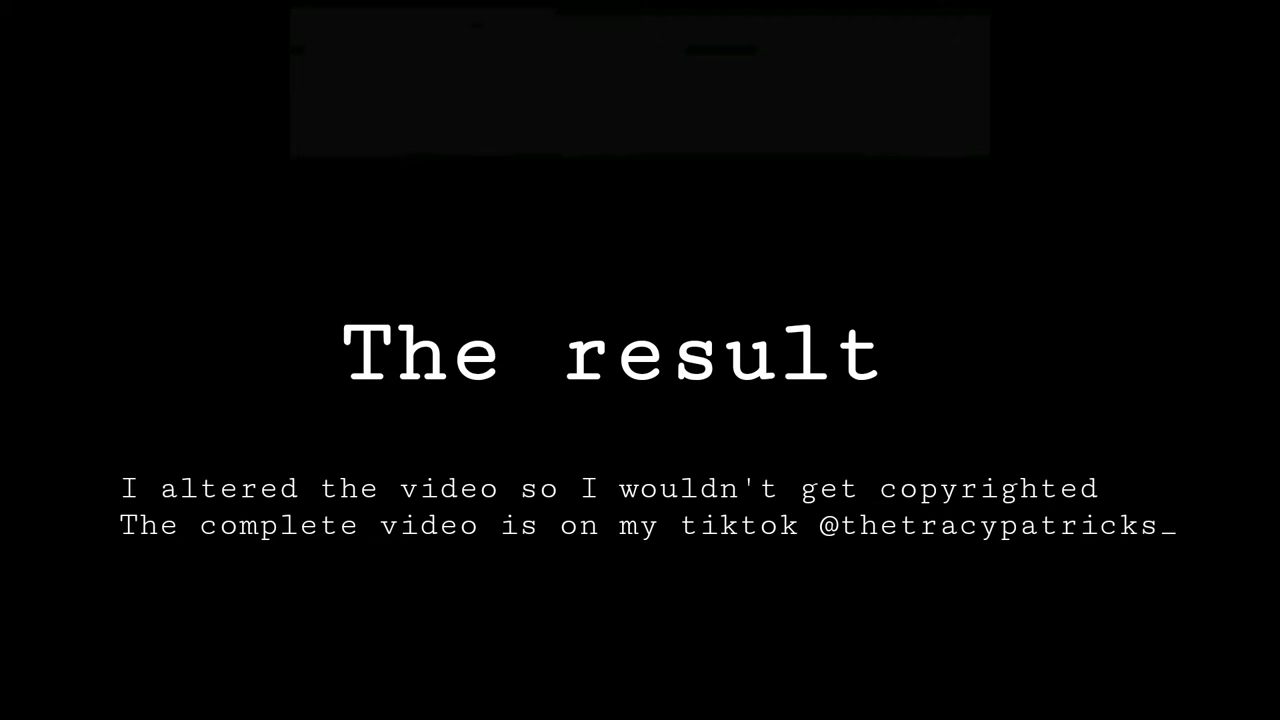 The result
I altered the video so I wouldn't get copyrighted
The complete video is on my tiktok @thetracypatricks_